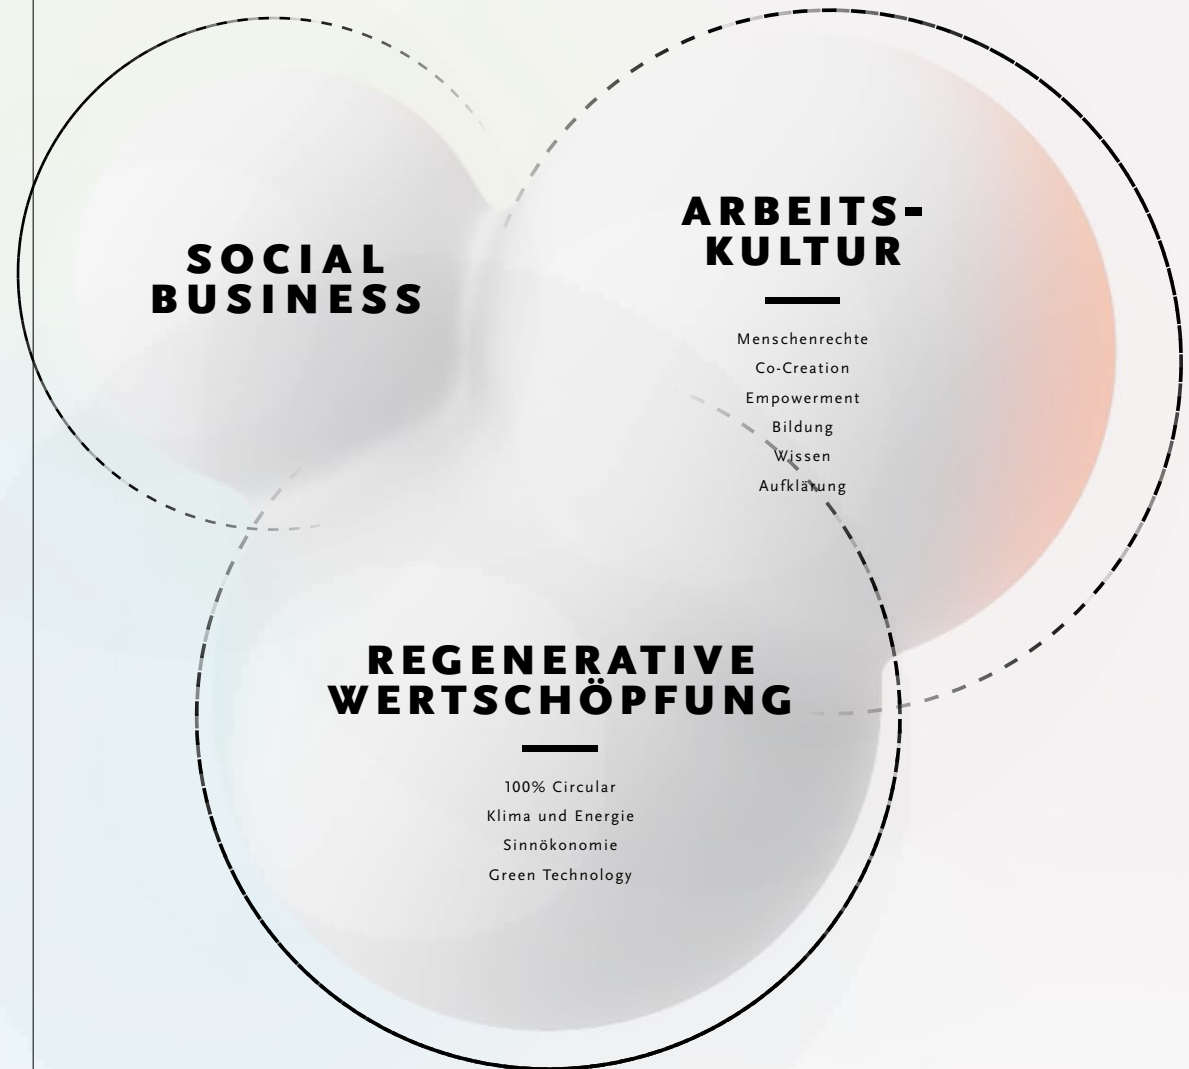 SOCIAL
BUSINESS
ARBEITS-
KULTUR
Menschenrechte
Co-Creation
Empowerment
Bildung
Wissen
Aufklärung
REGENERATIVE
WERTSCHÖPFUNG
100% Circular
Klima und Energie
Sinnökonomie
Green Technology